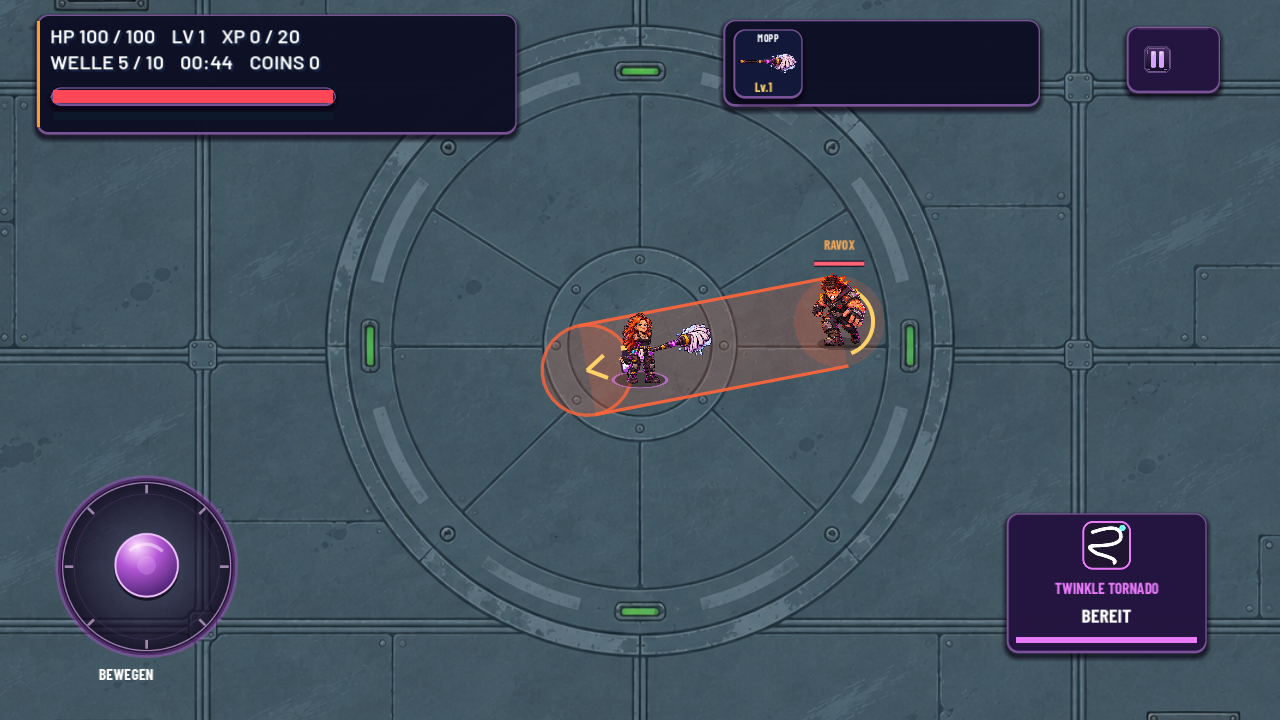 HP 100 / 100 LV 1 XP 0 / 20
WELLE 5 / 10 00:44 COINS 0
MOPP
Lv.1
RAVOX
BEWEGEN
TWINKLE TORNADO
BEREIT